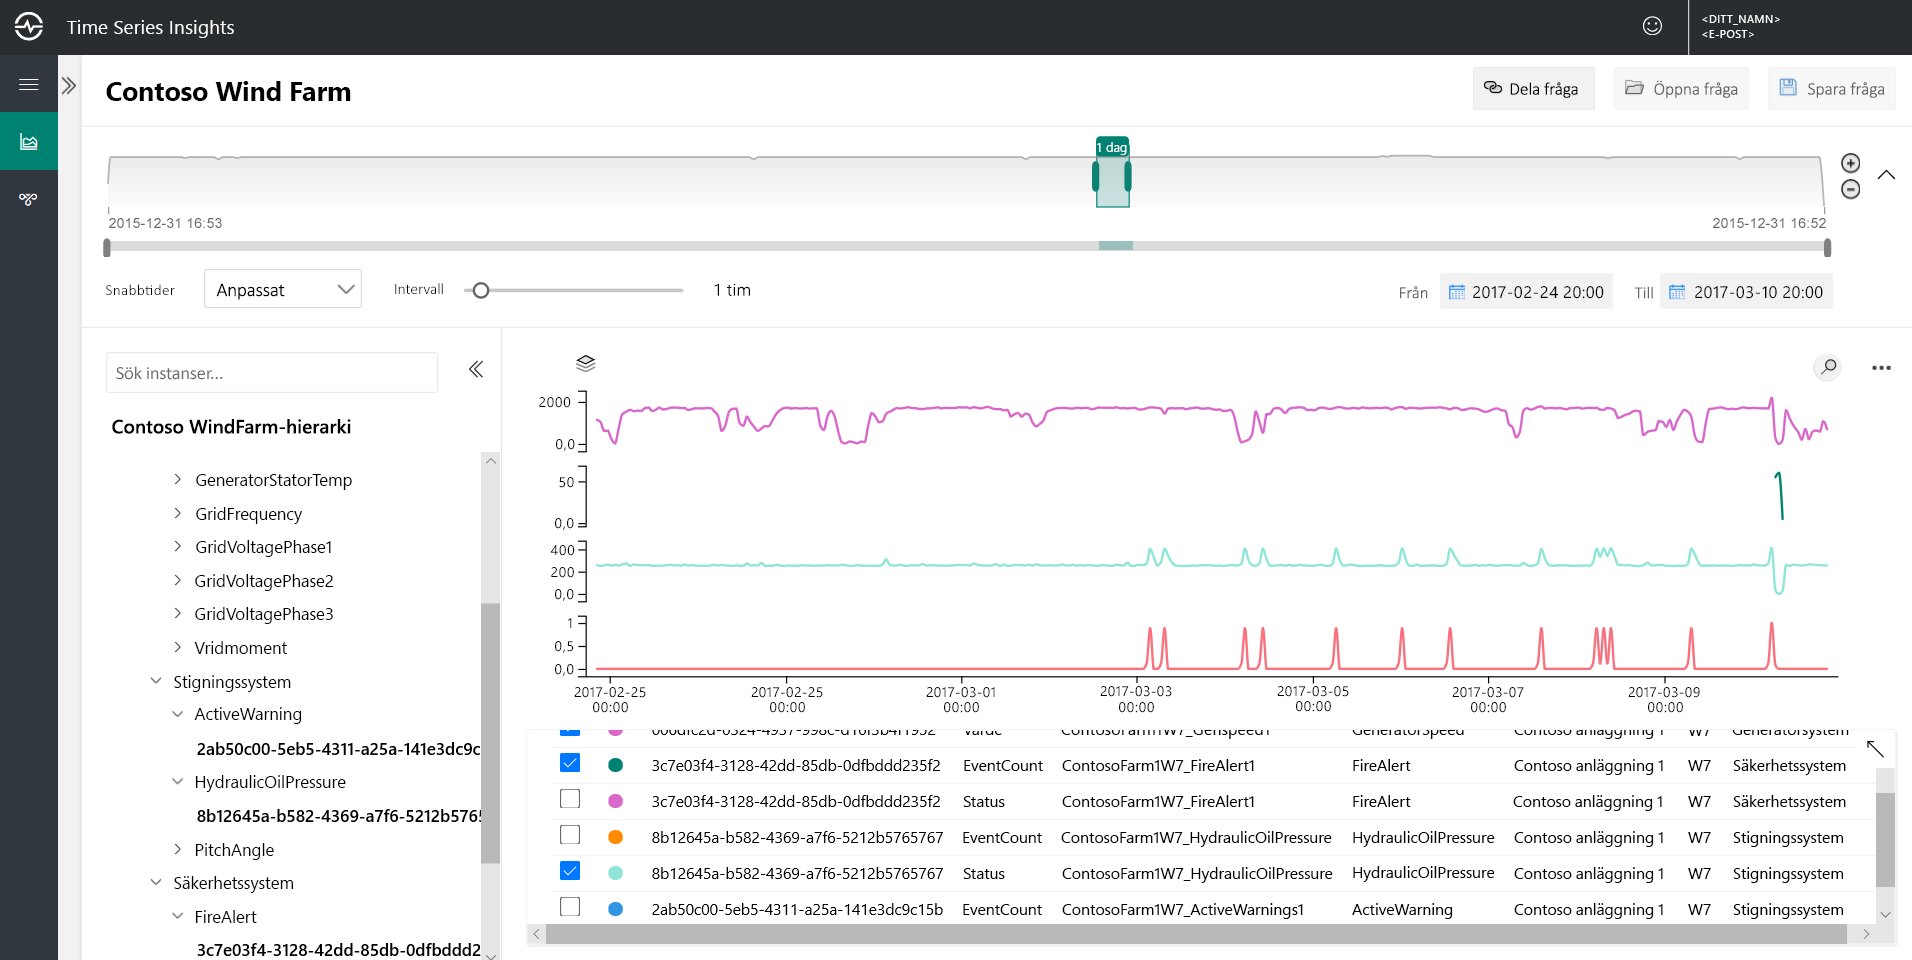 Time Series Insights
<DITT_NAMN>
<E-POST>
Contoso Wind Farm
Dela fråga
Öppna fråga
Spara fråga
1 dag
2015-12-31 16:53
2015-12-31 16:52
Snabbtider
Anpassat
Intervall
1 tim
Från
2017-02-24 20:00
Till
2017-03-10 20:00
Sök instanser...
Contoso WindFarm-hierarki
GeneratorStatorTemp
GridFrequency
GridVoltagePhase1
GridVoltagePhase2
GridVoltagePhase3
Vridmoment
Stigningssystem
ActiveWarning
2ab50c00-5eb5-4311-a25a-141e3dc9c
HydraulicOilPressure
8b12645a-b582-4369-a7f6-5212b576
PitchAngle
Säkerhetssystem
FireAlert
3c7e03f4-3128-42dd-85db-0dfbddd2
2000
0,0
50
0,0
400
200
0,0
1
0,5
0,0
2017-02-25 00:00
2017-02-25 00:00
2017-03-01 00:00
2017-03-03 00:00
2017-03-05 00:00
2017-03-07 00:00
2017-03-09 00:00
Värde ContosoFarm1W7_GenSpeed1 GeneratorSpeed Contoso anläggning 1 W7 Generatorsystem
3c7e03f4-3128-42dd-85db-0dfbddd235f2 EventCount ContosoFarm1W7_FireAlert1 FireAlert Contoso anläggning 1 W7 Säkerhetssystem
3c7e03f4-3128-42dd-85db-0dfbddd235f2 Status ContosoFarm1W7_FireAlert1 FireAlert Contoso anläggning 1 W7 Säkerhetssystem
8b12645a-b582-4369-a7f6-5212b5765767 EventCount ContosoFarm1W7_HydraulicOilPressure HydraulicOilPressure Contoso anläggning 1 W7 Stigningssystem
8b12645a-b582-4369-a7f6-5212b5765767 Status ContosoFarm1W7_HydraulicOilPressure HydraulicOilPressure Contoso anläggning 1 W7 Stigningssystem
2ab50c00-5eb5-4311-a25a-141e3dc9c15b EventCount ContosoFarm1W7_ActiveWarnings1 ActiveWarning Contoso anläggning 1 W7 Stigningssystem